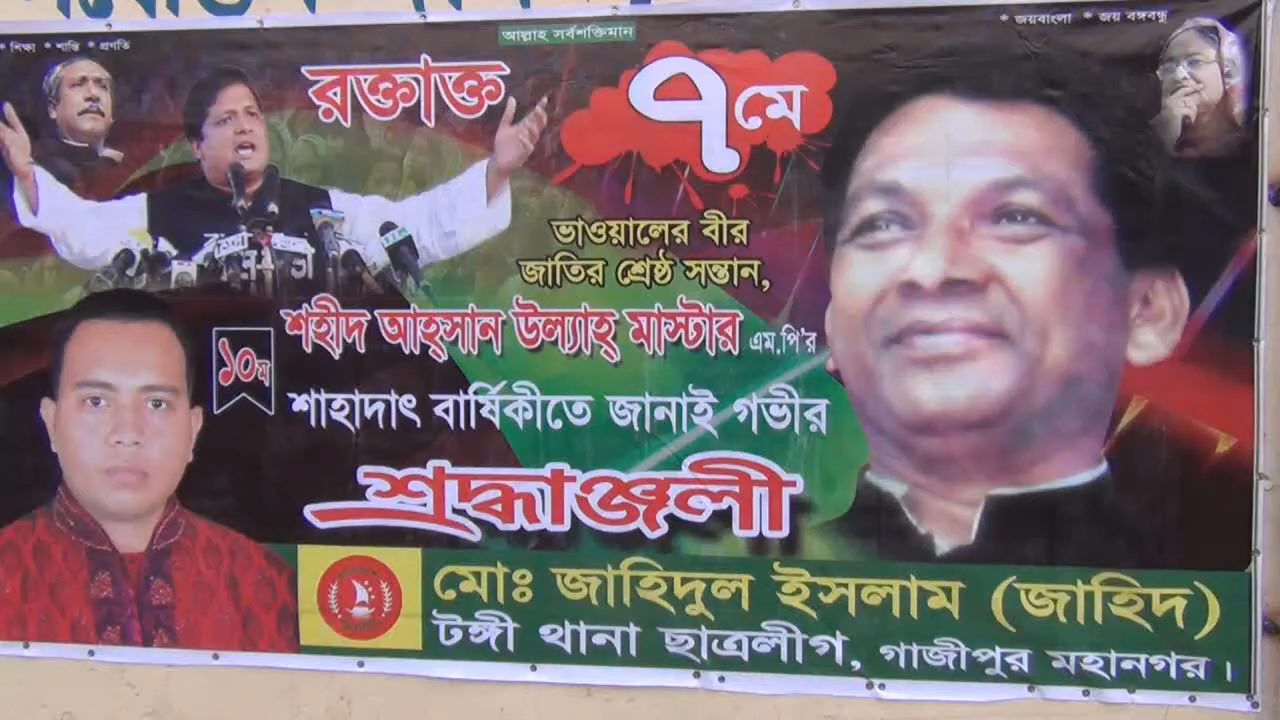 * শিক্ষা * শান্তি * প্রগতি
আল্লাহ সর্বশক্তিমান
* জয়বাংলা * জয় বঙ্গবন্ধু
রক্তাক্ত ৭মে
ভাওয়ালের বীর
জাতির শ্রেষ্ঠ সন্তান,
শহীদ আহ্সান উল্যাহ্ মাস্টার এম.পি'র
১০ম
শাহাদাৎ বার্ষিকীতে জানাই গভীর
শ্রদ্ধাঞ্জলী
মোঃ জাহিদুল ইসলাম (জাহিদ)
টঙ্গী থানা ছাত্রলীগ, গাজীপুর মহানগর।